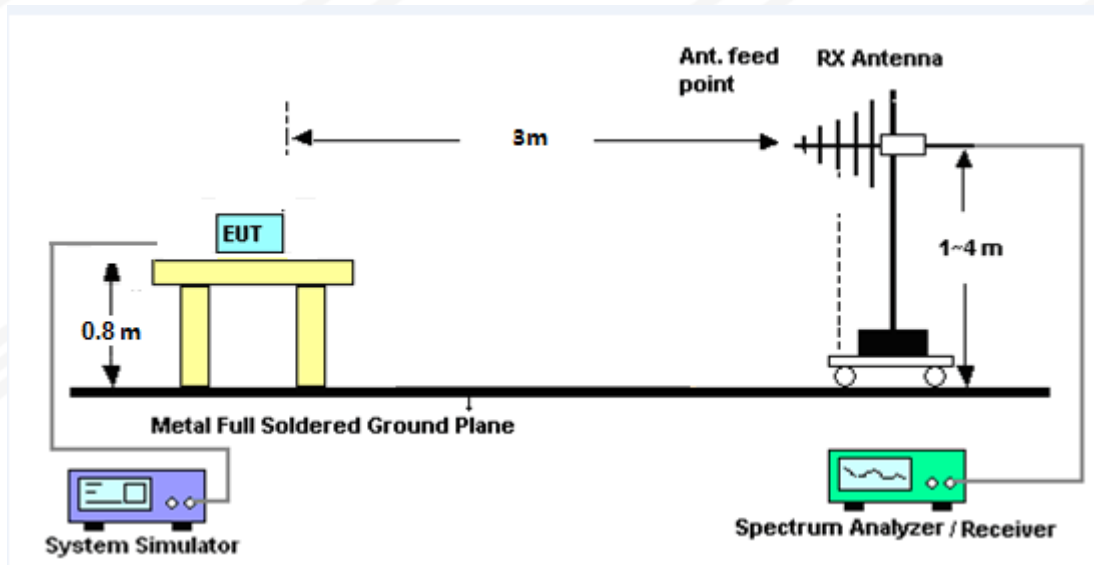 Ant. feed
point
RX Antenna
3m
EUT
1~4 m
0.8 m
Metal Full Soldered Ground Plane
System Simulator
Spectrum Analyzer / Receiver